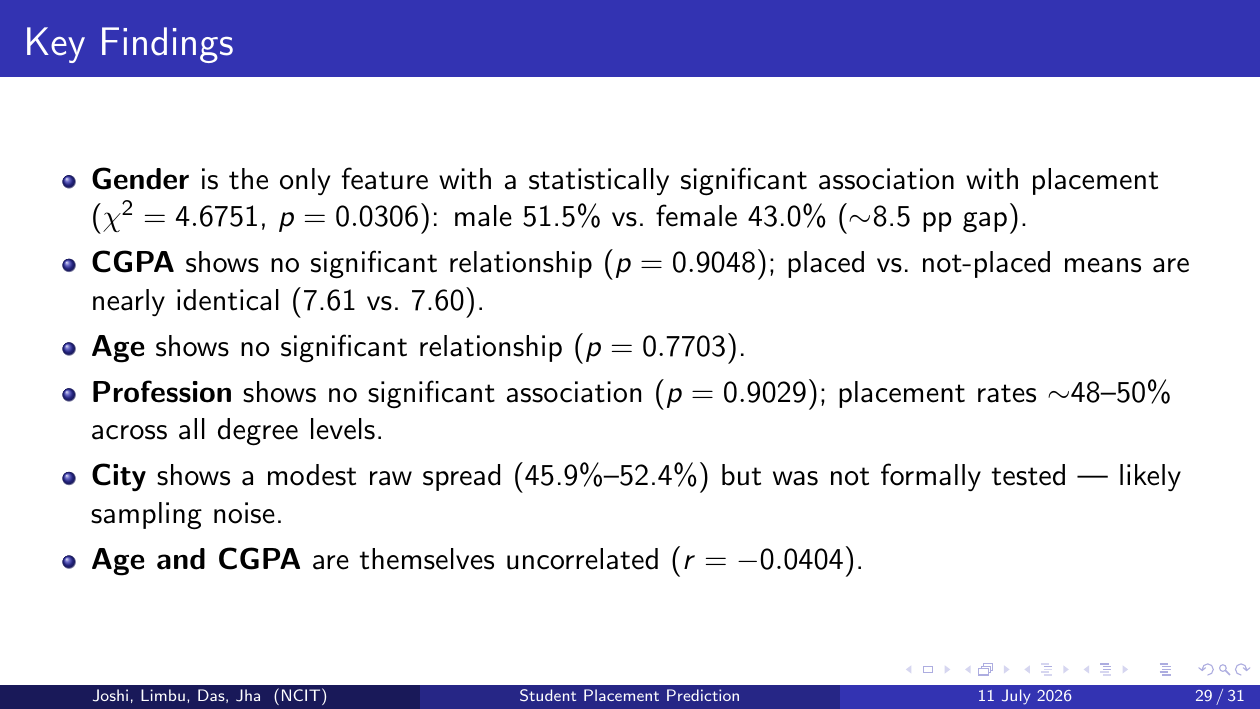 Key Findings
Gender is the only feature with a statistically significant association with placement
(χ² = 4.6751, p = 0.0306): male 51.5% vs. female 43.0% (∼8.5 pp gap).
CGPA shows no significant relationship (p = 0.9048); placed vs. not-placed means are
nearly identical (7.61 vs. 7.60).
Age shows no significant relationship (p = 0.7703).
Profession shows no significant association (p = 0.9029); placement rates ∼48–50%
across all degree levels.
City shows a modest raw spread (45.9%–52.4%) but was not formally tested — likely
sampling noise.
Age and CGPA are themselves uncorrelated (r = −0.0404).
Joshi, Limbu, Das, Jha (NCIT)
Student Placement Prediction
11 July 2026
29 / 31